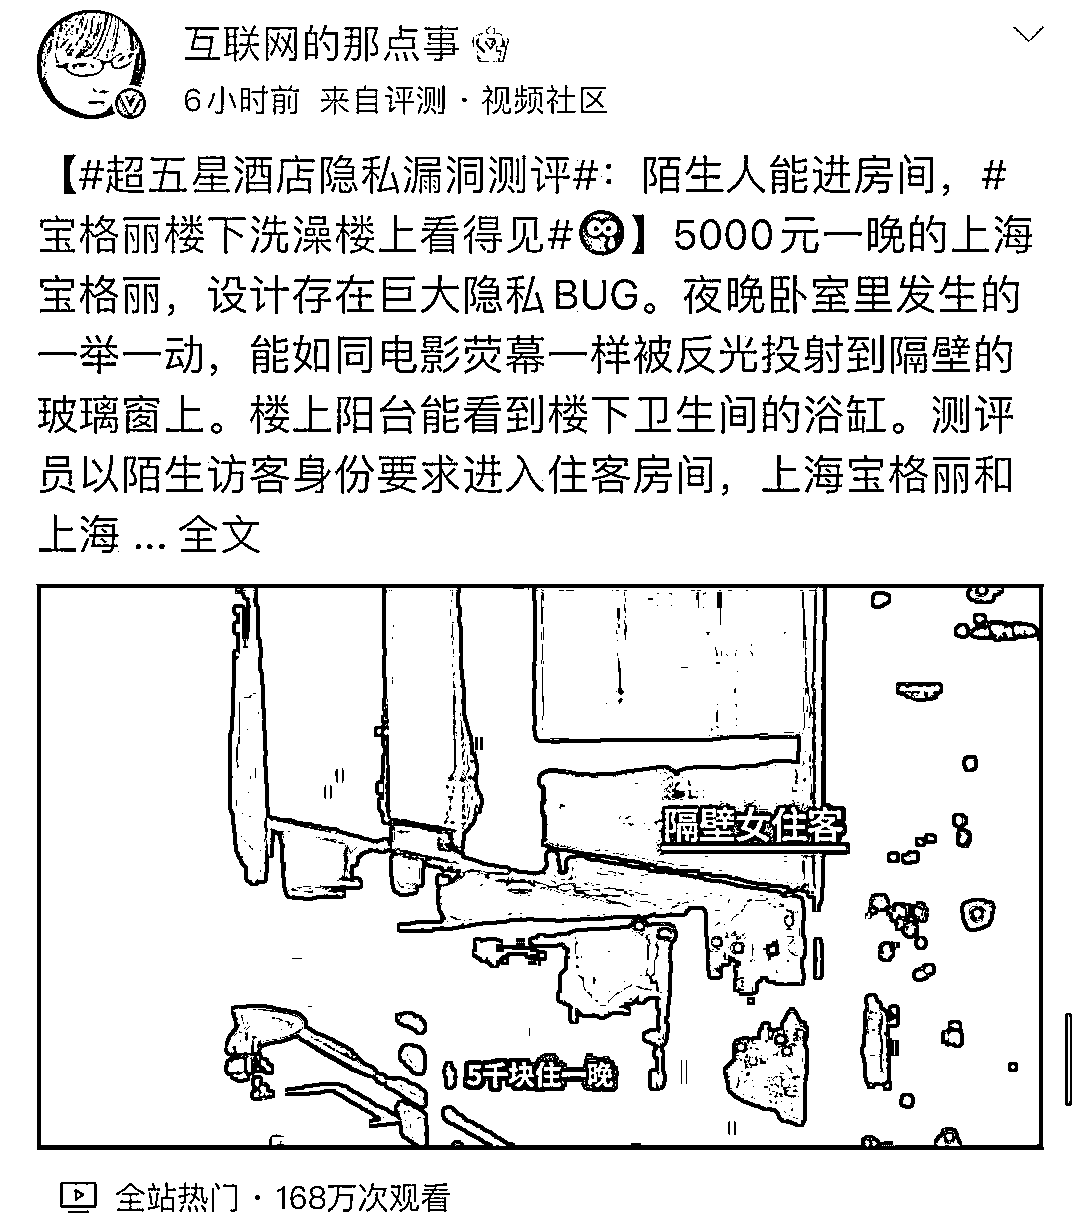 互联网的那点事
6小时前 来自评测·视频社区
【#超五星酒店隐私漏洞测评#：陌生人能进房间，#
宝格丽楼下洗澡楼上看得见#】5000元一晚的上海
宝格丽，设计存在巨大隐私BUG。夜晚卧室里发生的
一举一动，能如同电影荧幕一样被反光投射到隔壁的
玻璃窗上。楼上阳台能看到楼下卫生间的浴缸。测评
员以陌生访客身份要求进入住客房间，上海宝格丽和
上海 ... 全文
隔壁女住客
5千块住一晚
全站热门·168万次观看